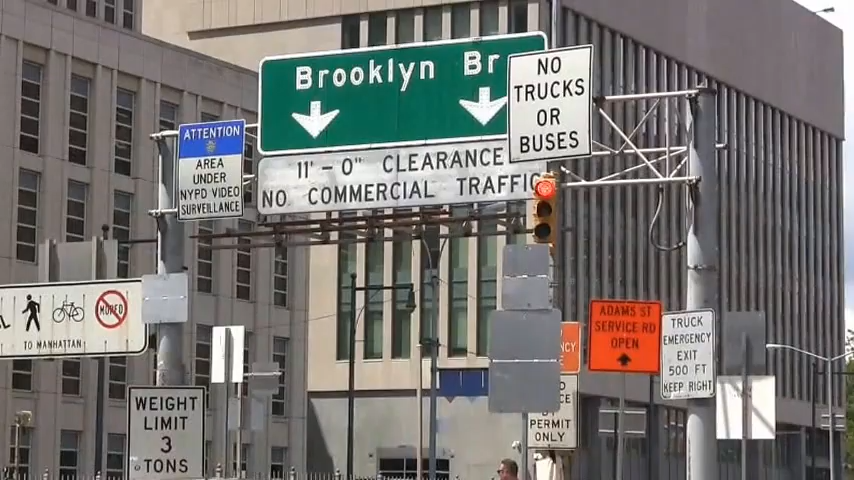 Brooklyn Br
NO
TRUCKS
OR
BUSES
11'-0" CLEARANCE
NO COMMERCIAL TRAFFIC
ATTENTION
AREA
UNDER
NYPD VIDEO
SURVEILLANCE
MOPED
TO MANHATTAN
WEIGHT
LIMIT
3
TONS
ADAMS ST
SERVICE RD
OPEN
TRUCK
EMERGENCY
EXIT
500 FT
KEEP RIGHT
PERMIT
ONLY